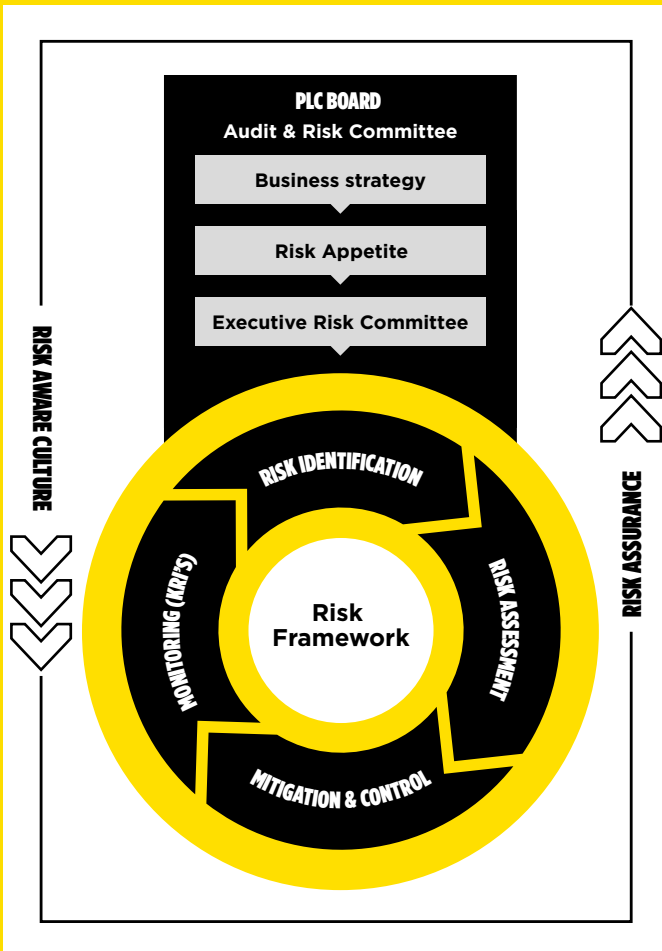 PLC BOARD
Audit & Risk Committee
Business strategy
Risk Appetite
Executive Risk Committee
RISK AWARE CULTURE
RISK ASSURANCE
RISK IDENTIFICATION
RISK ASSESSMENT
MITIGATION & CONTROL
MONITORING (KRI'S)
Risk
Framework